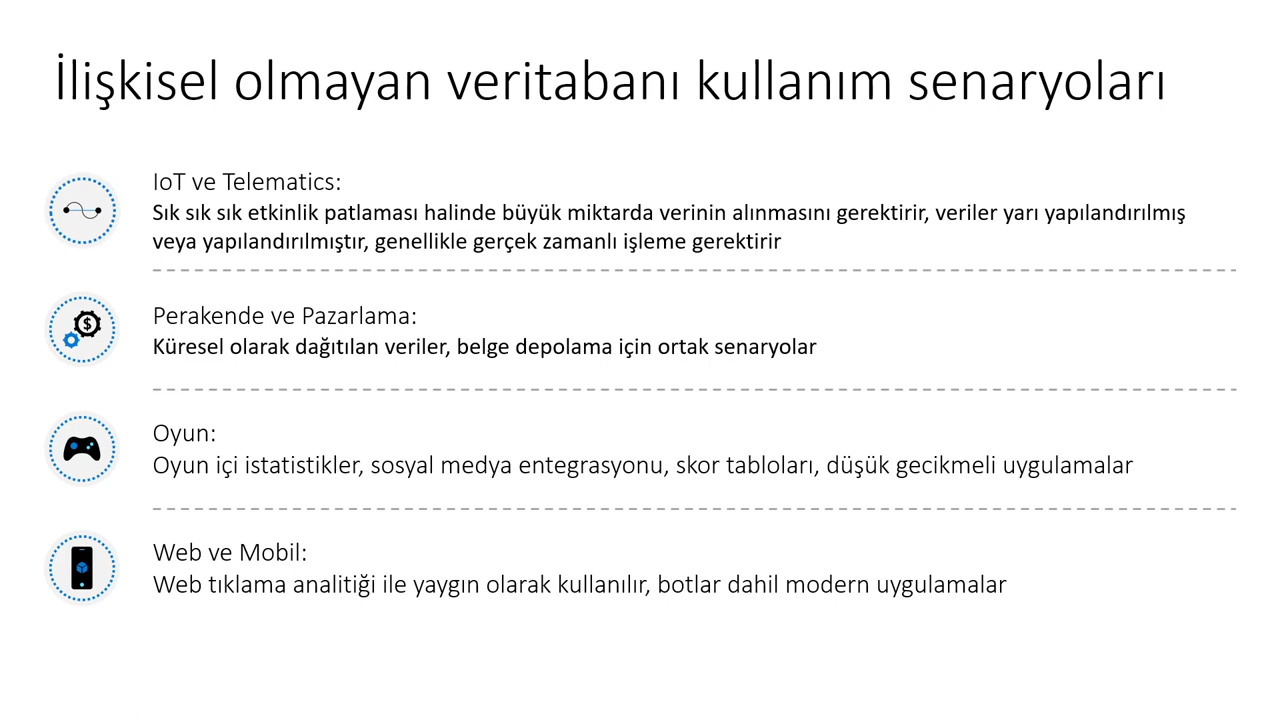 İlişkisel olmayan veritabanı kullanım senaryoları
IoT ve Telematics:
Sık sık sık etkinlik patlaması halinde büyük miktarda verinin alınmasını gerektirir, veriler yarı yapılandırılmış
veya yapılandırılmıştır, genellikle gerçek zamanlı işleme gerektirir
Perakende ve Pazarlama:
Küresel olarak dağıtılan veriler, belge depolama için ortak senaryolar
Oyun:
Oyun içi istatistikler, sosyal medya entegrasyonu, skor tabloları, düşük gecikmeli uygulamalar
Web ve Mobil:
Web tıklama analitiği ile yaygın olarak kullanılır, botlar dahil modern uygulamalar